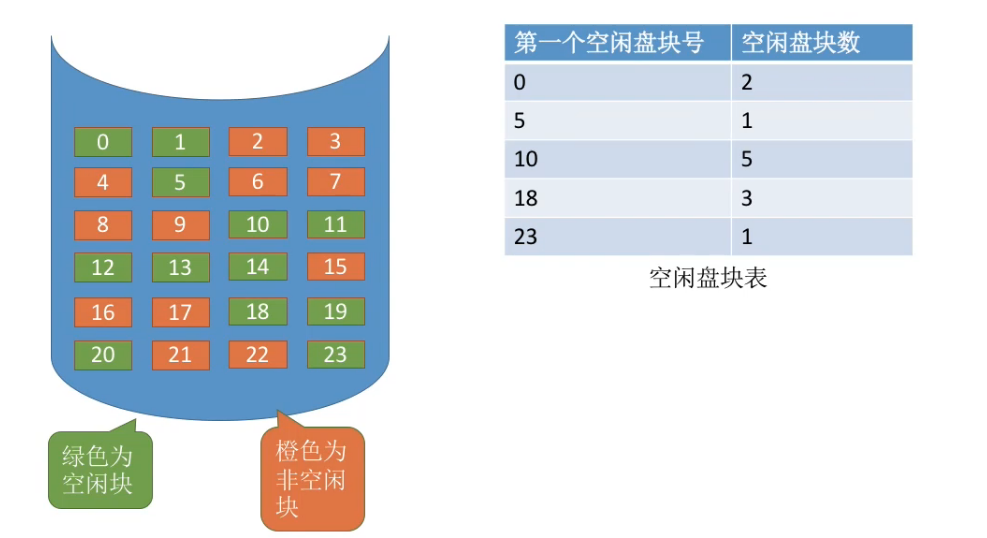 0 1 2 3
4 5 6 7
8 9 10 11
12 13 14 15
16 17 18 19
20 21 22 23
绿色为
空闲块
橙色为
非空闲
块
第一个空闲盘块号 空闲盘块数
0 2
5 1
10 5
18 3
23 1
空闲盘块表